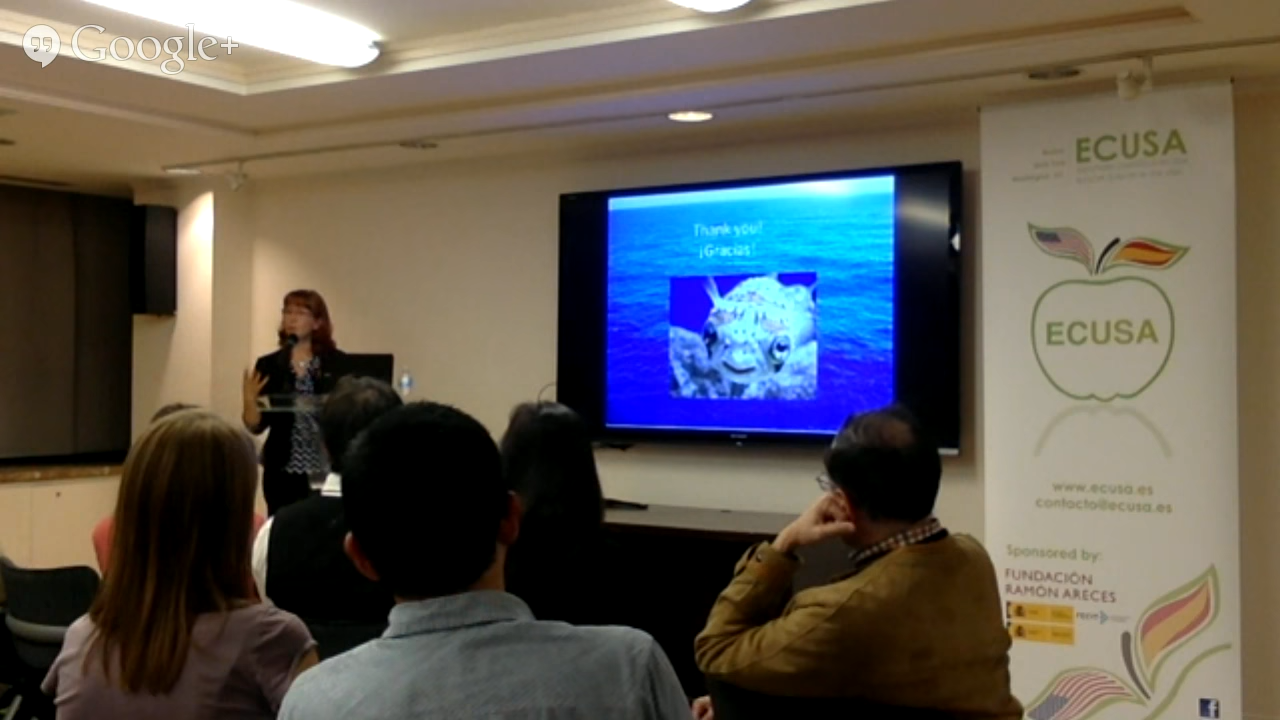 Google+
Thank you!
¡Gracias!
ECUSA
ECUSA
www.ecusa.es
contacto@ecusa.es
Sponsored by:
FUNDACIÓN
RAMÓN ARECES
f